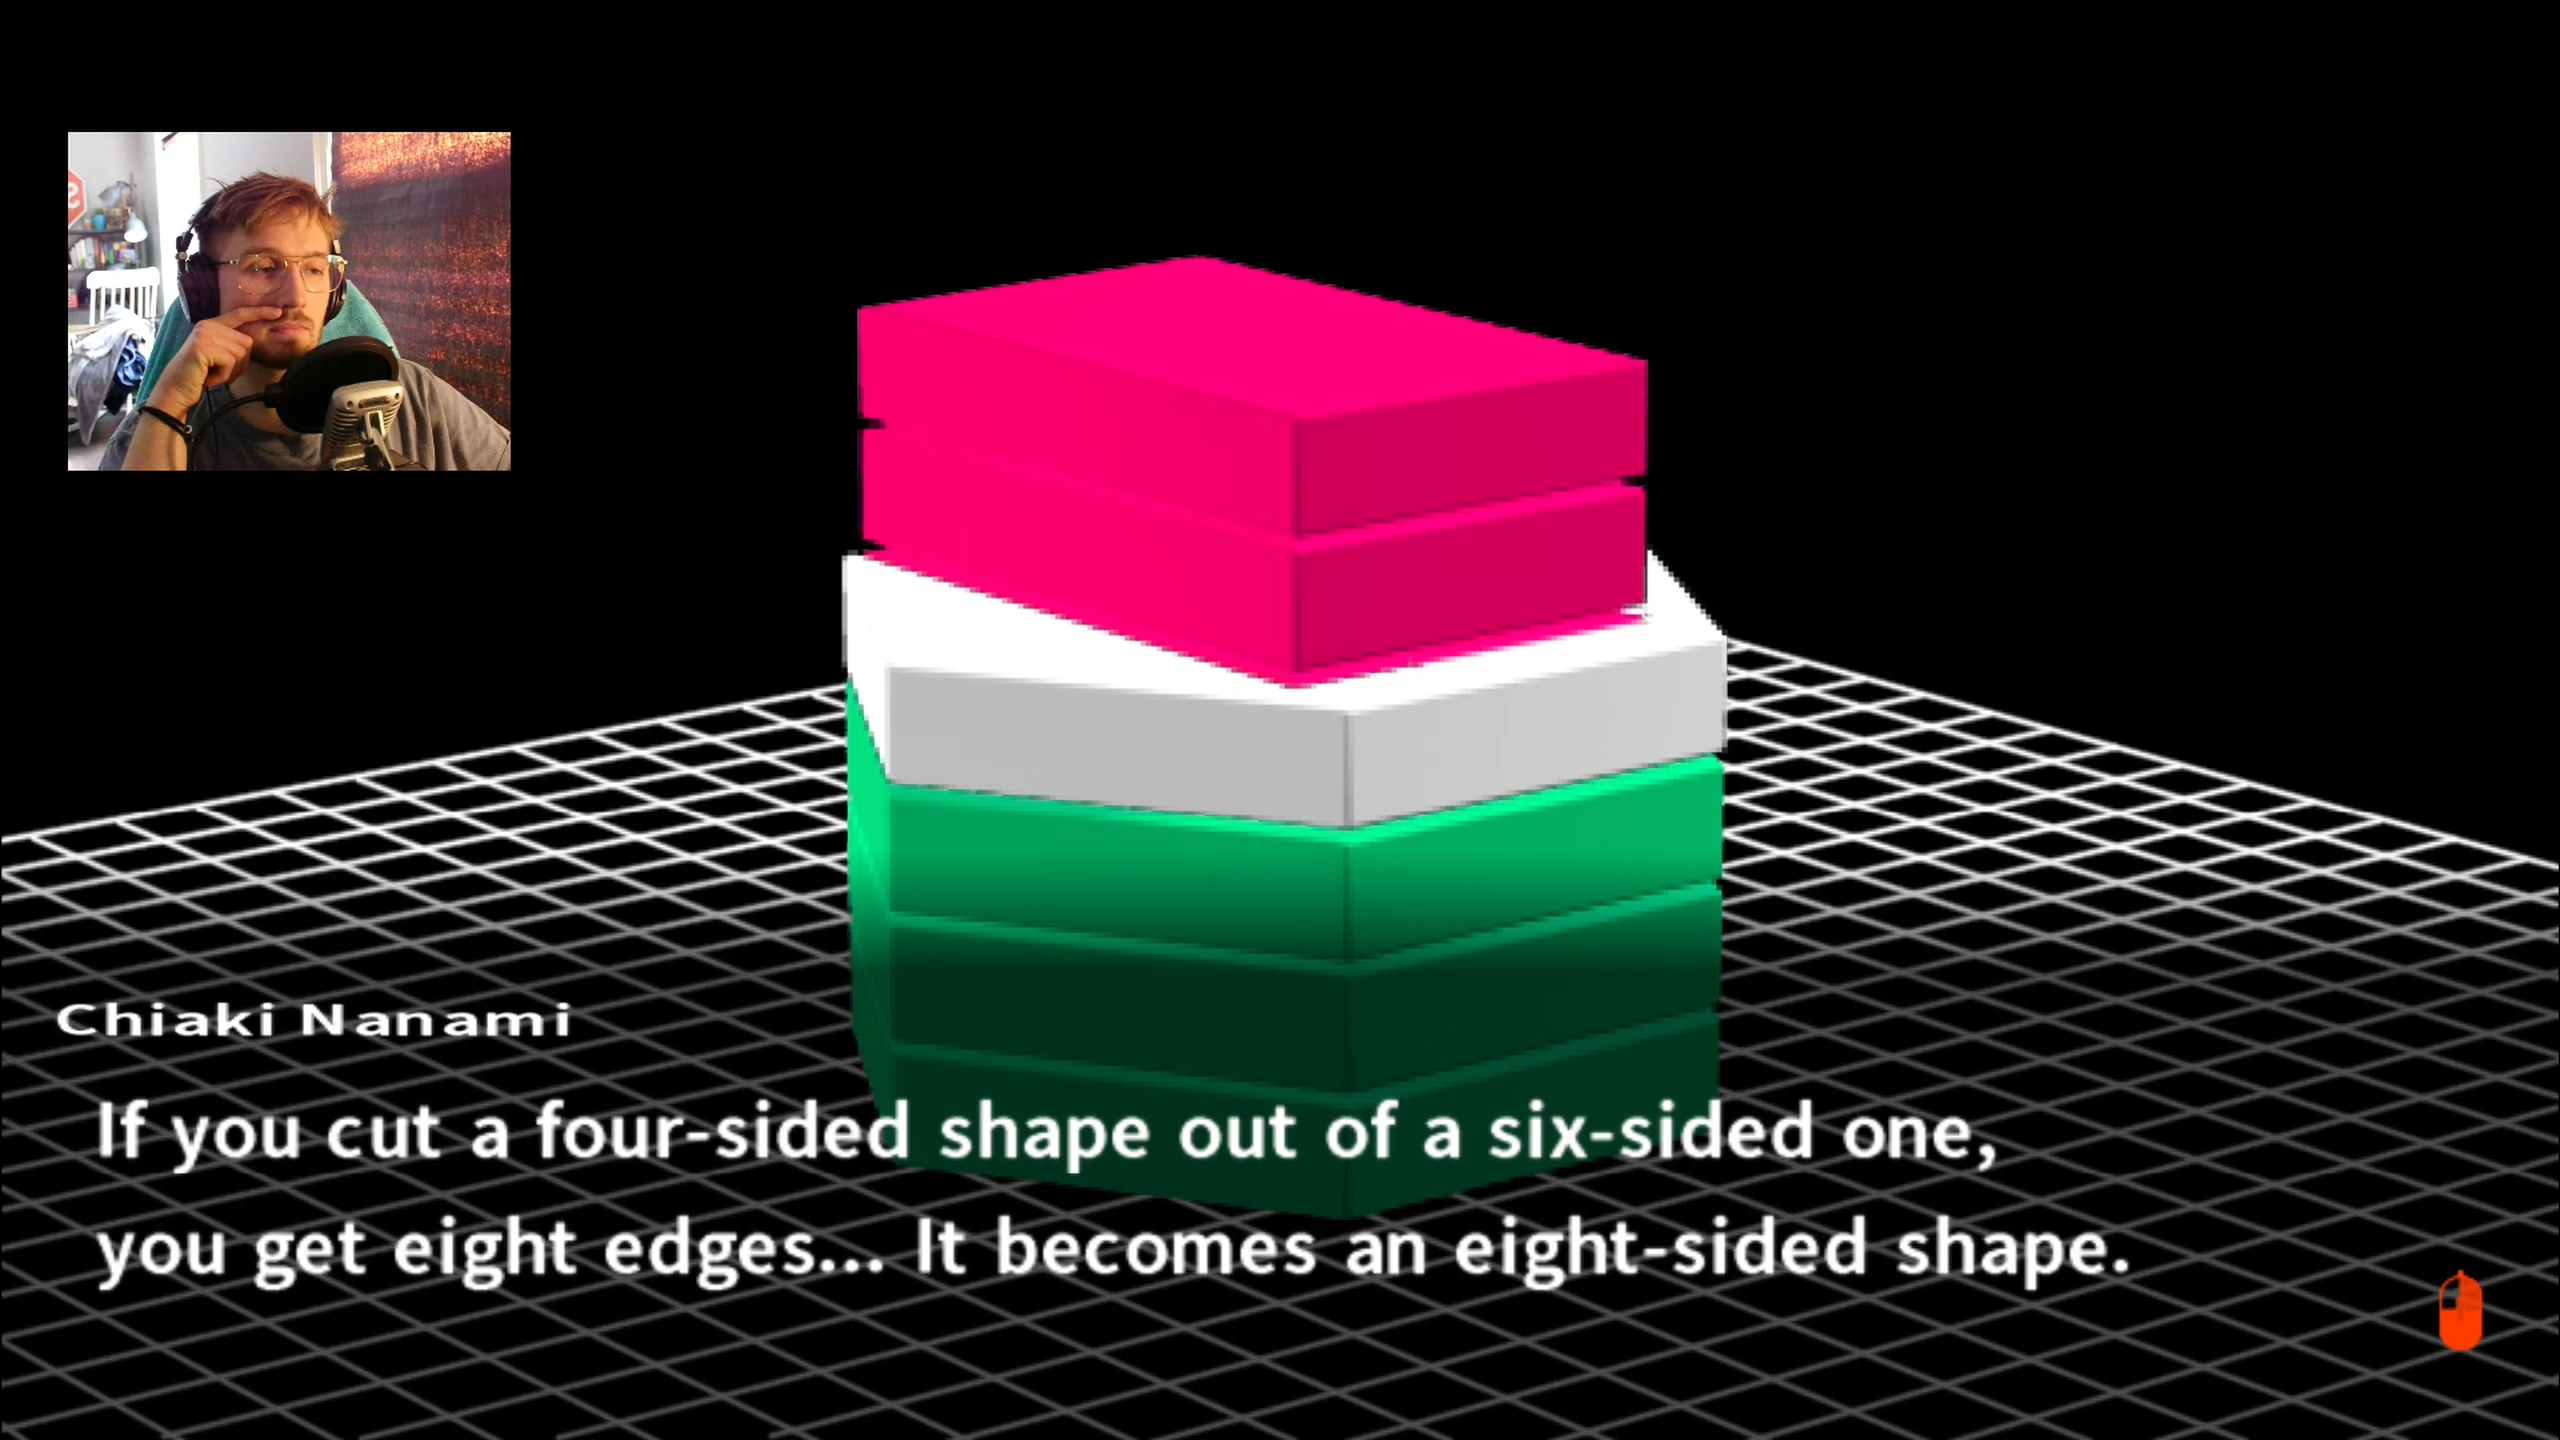 Chiaki Nanami
If you cut a four-sided shape out of a six-sided one,
you get eight edges... It becomes an eight-sided shape.